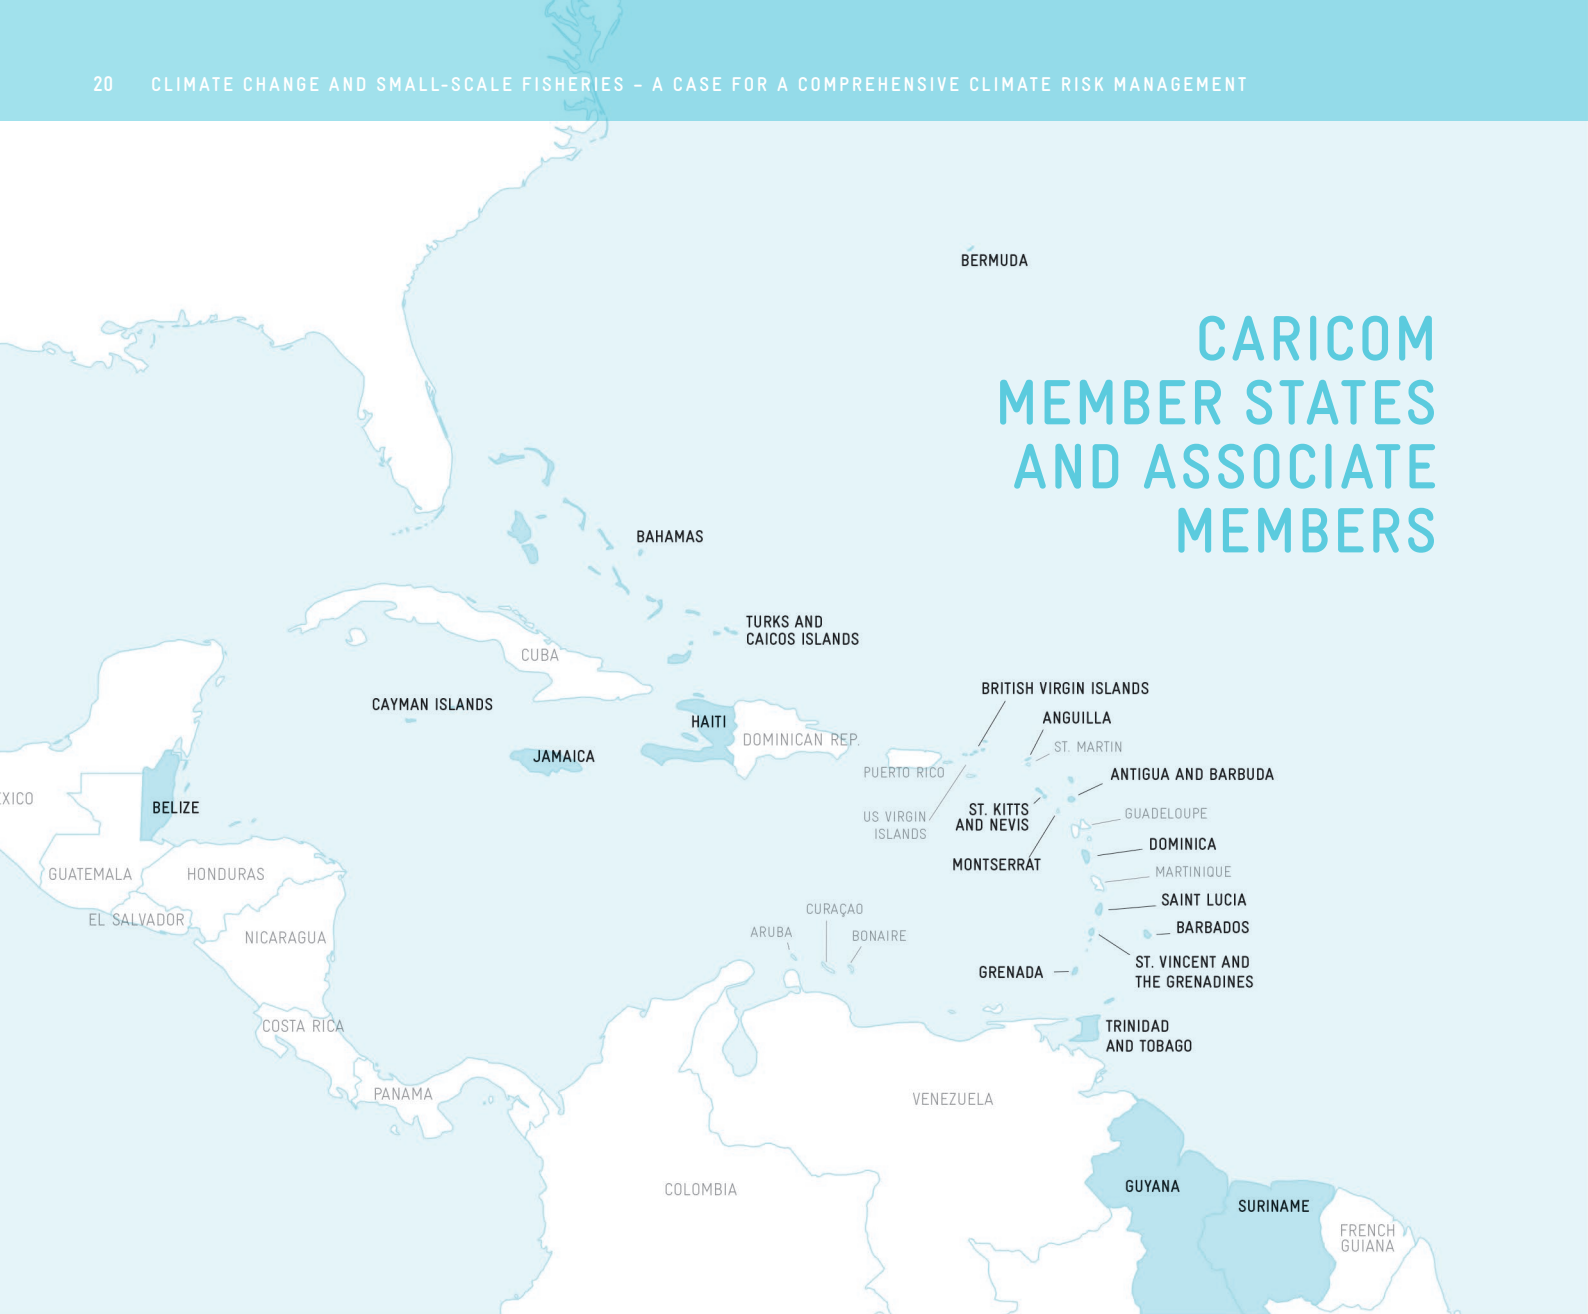 20 CLIMATE CHANGE AND SMALL-SCALE FISHERIES – A CASE FOR A COMPREHENSIVE CLIMATE RISK MANAGEMENT
BERMUDA
CARICOM
MEMBER STATES
AND ASSOCIATE
MEMBERS
BAHAMAS
TURKS AND
CAICOS ISLANDS
CUBA
CAYMAN ISLANDS
HAITI
DOMINICAN REP.
JAMAICA
BRITISH VIRGIN ISLANDS
ANGUILLA
ST. MARTIN
PUERTO RICO
ANTIGUA AND BARBUDA
US VIRGIN
ISLANDS
ST. KITTS
AND NEVIS
GUADELOUPE
MONTSERRAT
DOMINICA
MARTINIQUE
SAINT LUCIA
BARBADOS
ST. VINCENT AND
THE GRENADINES
GRENADA
TRINIDAD
AND TOBAGO
EXICO
BELIZE
GUATEMALA
HONDURAS
EL SALVADOR
NICARAGUA
COSTA RICA
PANAMA
CURAÇAO
ARUBA
BONAIRE
VENEZUELA
COLOMBIA
GUYANA
SURINAME
FRENCH
GUIANA